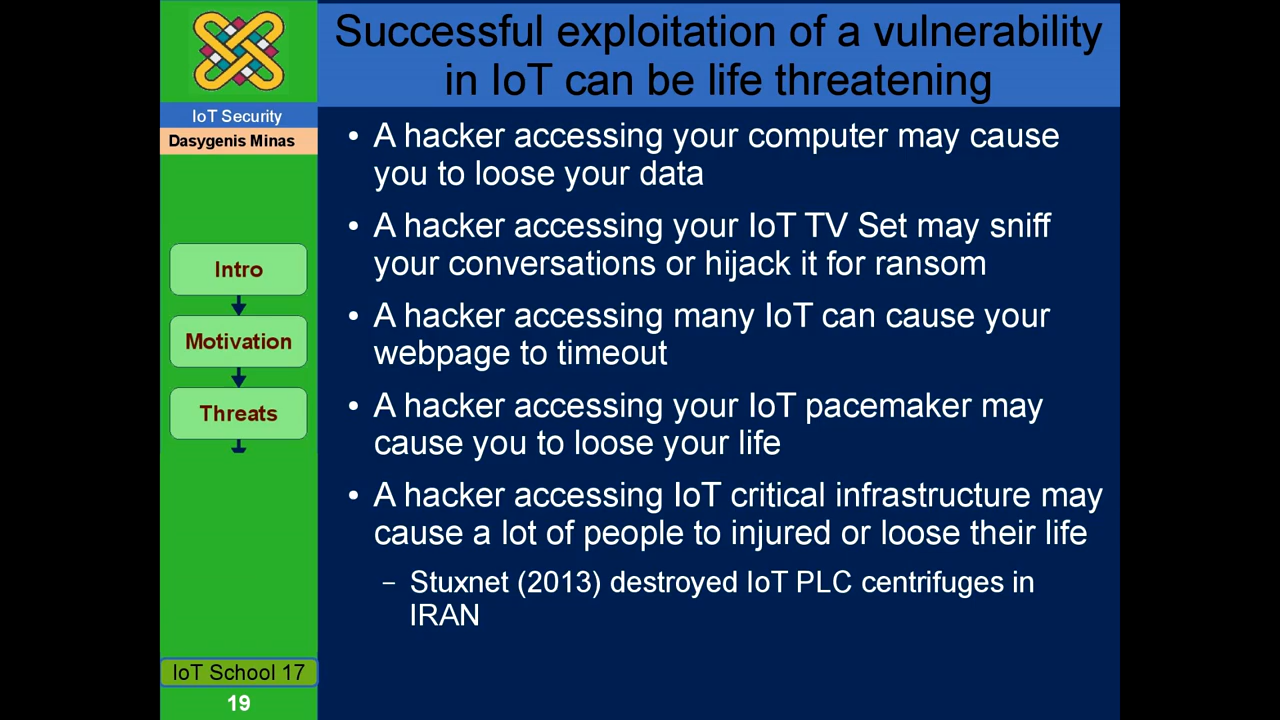 Successful exploitation of a vulnerability
in IoT can be life threatening
IoT Security
Dasygenis Minas
Intro
Motivation
Threats
• A hacker accessing your computer may cause
you to loose your data
• A hacker accessing your IoT TV Set may sniff
your conversations or hijack it for ransom
• A hacker accessing many IoT can cause your
webpage to timeout
• A hacker accessing your IoT pacemaker may
cause you to loose your life
• A hacker accessing IoT critical infrastructure may
cause a lot of people to injured or loose their life
– Stuxnet (2013) destroyed IoT PLC centrifuges in
IRAN
IoT School 17
19